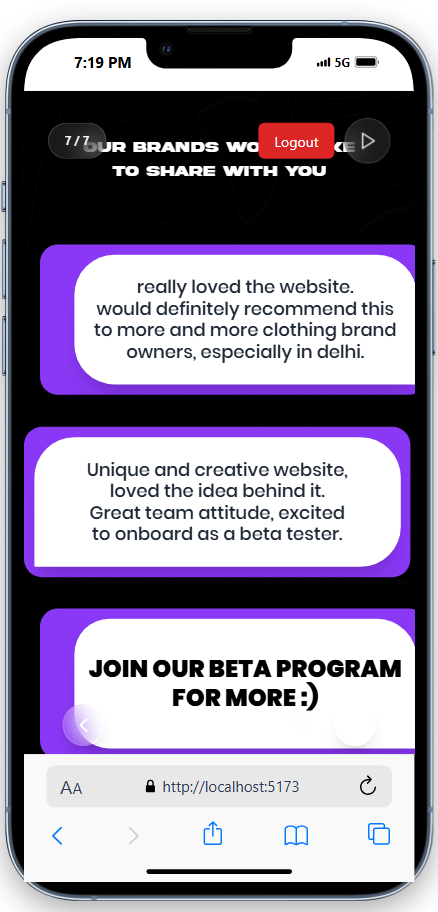 7:19 PM
5G
7 / 7
OUR BRANDS WO KE
Logout
TO SHARE WITH YOU
really loved the website.
would definitely recommend this
to more and more clothing brand
owners, especially in delhi.
Unique and creative website,
loved the idea behind it.
Great team attitude, excited
to onboard as a beta tester.
JOIN OUR BETA PROGRAM
FOR MORE :)
AA
http://localhost:5173